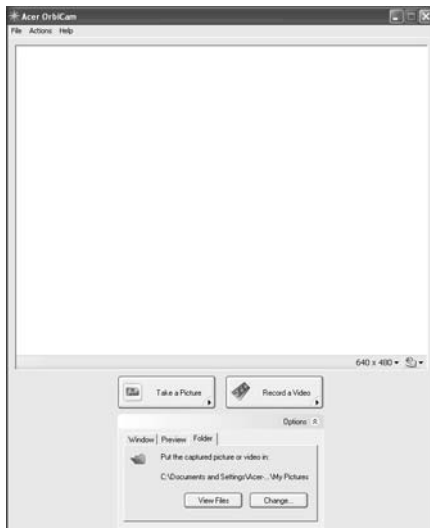 Acer OrbiCam
File Actions Help
640 x 480
Take a Picture Record a Video
Options
Window Preview Folder
Put the captured picture or video in:
C:\Documents and Settings\Acer-...\My Pictures
View Files Change...